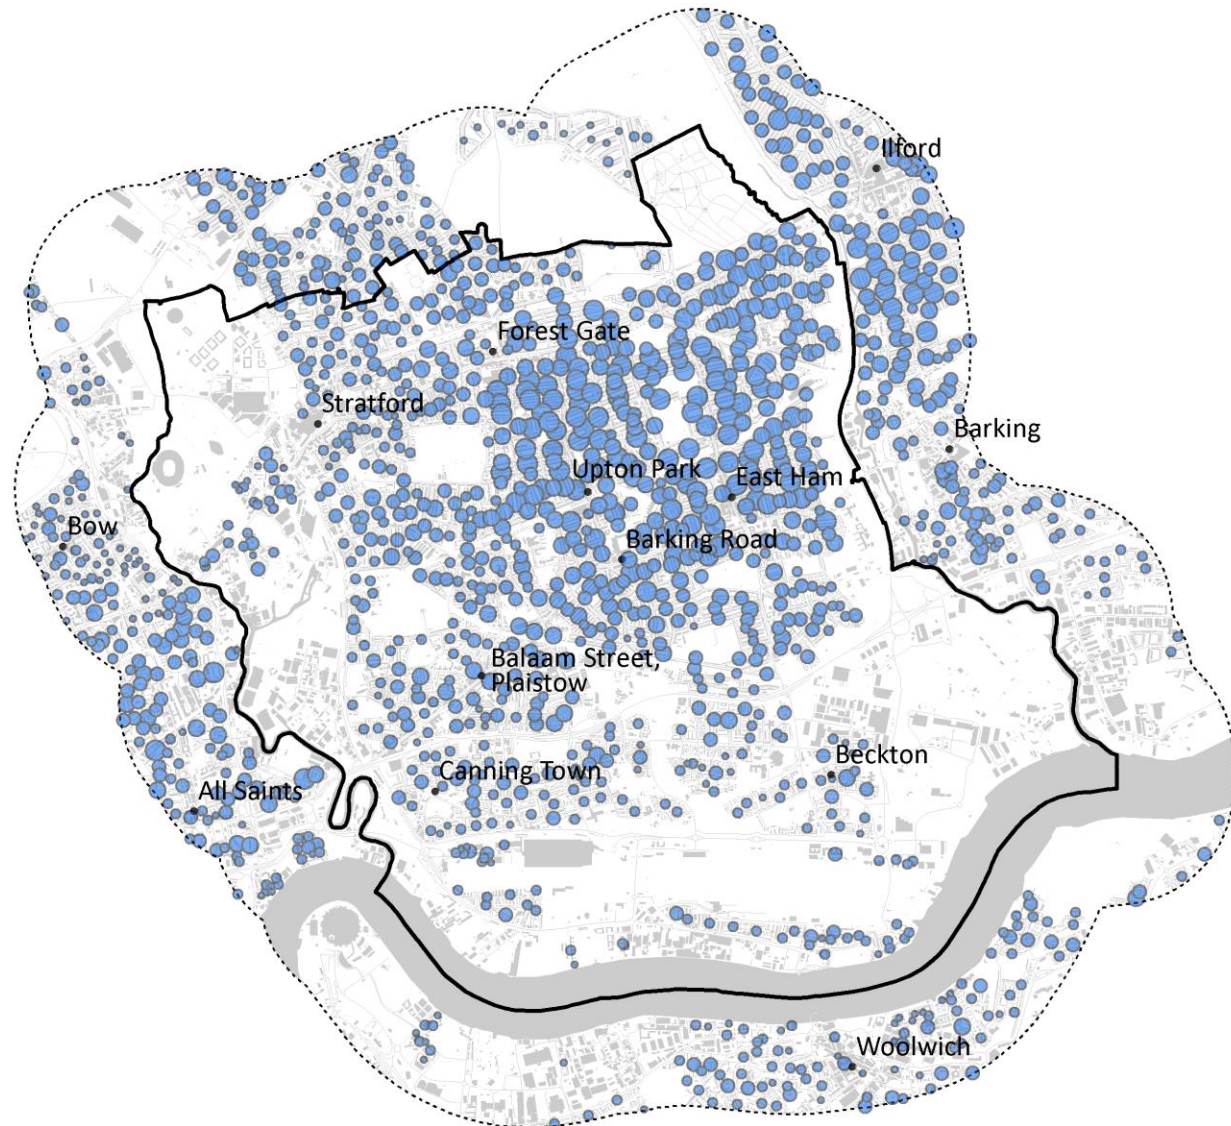 Ilford
Forest Gate
Stratford
Barking
Upton Park
East Ham
Bow
Barking Road
Balaam Street,
Plaistow
Beckton
Canning Town
All Saints
Woolwich